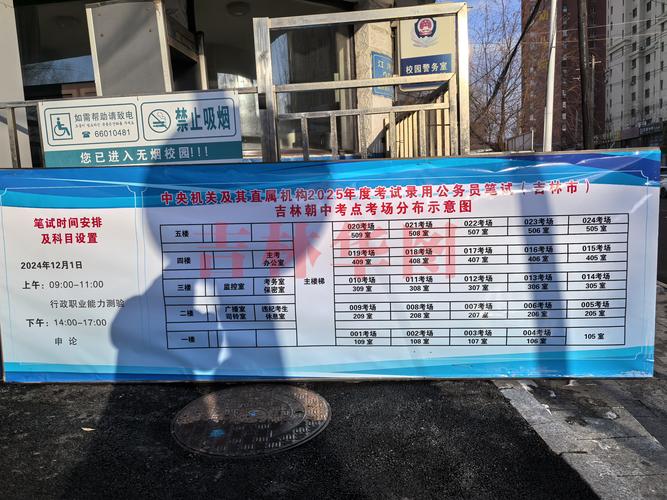 校园警务室
如需帮助请致电
☎66010481
禁止吸烟
您已进入无烟校园!!!
中央机关及其直属机构2025年度考试录用公务员笔试（吉林市）
吉林朝中考点考场分布示意图
笔试时间安排
及科目设置
2024年12月1日
上午: 09:00-11:00
行政职业能力测验
下午: 14:00-17:00
申论
五楼 020考场 021考场 022考场 023考场 024考场
509室 508室 507室 506室 505室
四楼 主考 019考场 018考场 017考场 016考场 015考场
办公室 409室 408室 407室 406室 405室
三楼 监控室 考务室 主楼梯 010考场 011考场 012考场 013考场 014考场
保密室 309室 308室 307室 306室 305室
二楼 广播室 违纪考生 009考场 008考场 007考场 006考场 005考场
司铃室 休息室 209室 208室 207室 206室 205室
一楼 001考场 002考场 003考场 004考场 105室
109室 108室 107室 106室
吉林华图
吉林华图